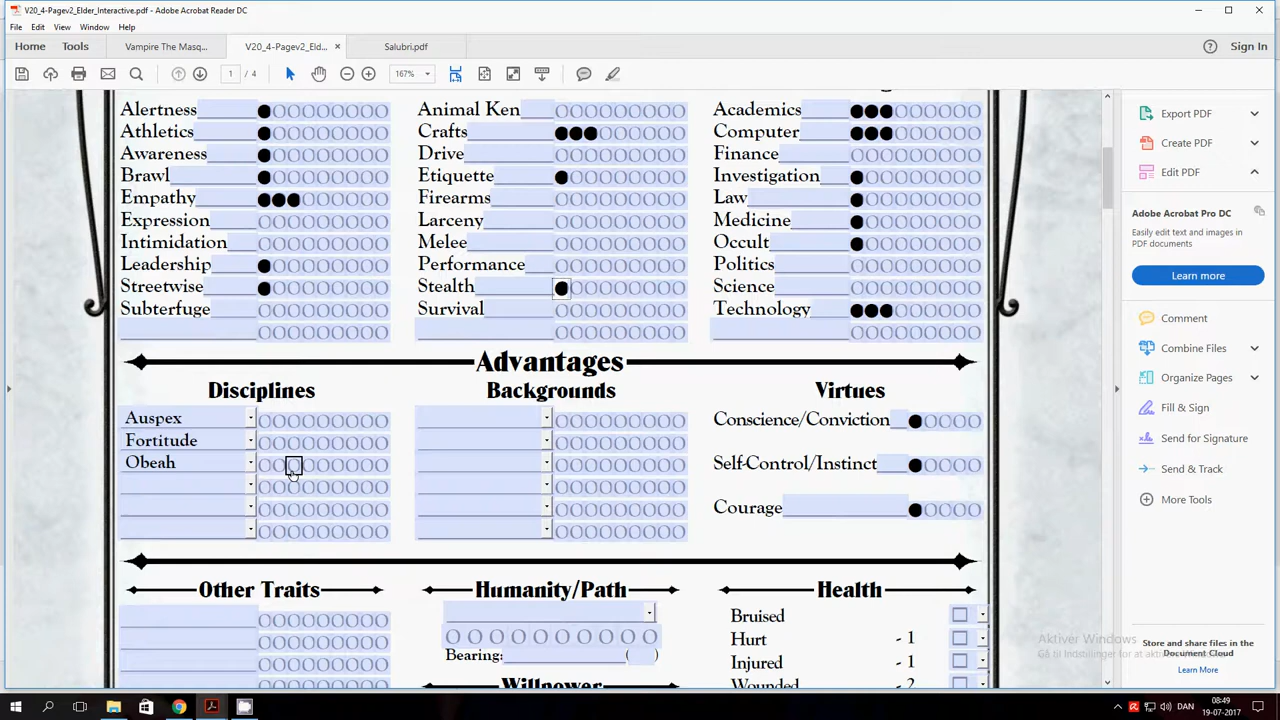 V20_4-Pagev2_Elder_Interactive.pdf - Adobe Acrobat Reader DC
File Edit View Window Help
Home Tools Vampire The Masq... V20_4-Pagev2_Eld... × Salubri.pdf Sign In
1 / 4 167%
Alertness Animal Ken Academics
Athletics Crafts Computer
Awareness Drive Finance
Brawl Etiquette Investigation
Empathy Firearms Law
Expression Larceny Medicine
Intimidation Melee Occult
Leadership Performance Politics
Streetwise Stealth Science
Subterfuge Survival Technology
Advantages
Disciplines Backgrounds Virtues
Auspex Conscience/Conviction
Fortitude
Obeah Self-Control/Instinct
Courage
Other Traits Humanity/Path Health
Bruised
Hurt - 1
Bearing: ( ) Injured - 1
Willpower Wounded - 2
Export PDF
Create PDF
Edit PDF
Adobe Acrobat Pro DC
Easily edit text and images in
PDF documents
Learn more
Comment
Combine Files
Organize Pages
Fill & Sign
Send for Signature
Send & Track
More Tools
Store and share files in the
Document Cloud
Learn More
Aktiver Windows
DAN 08:49
19-07-2017